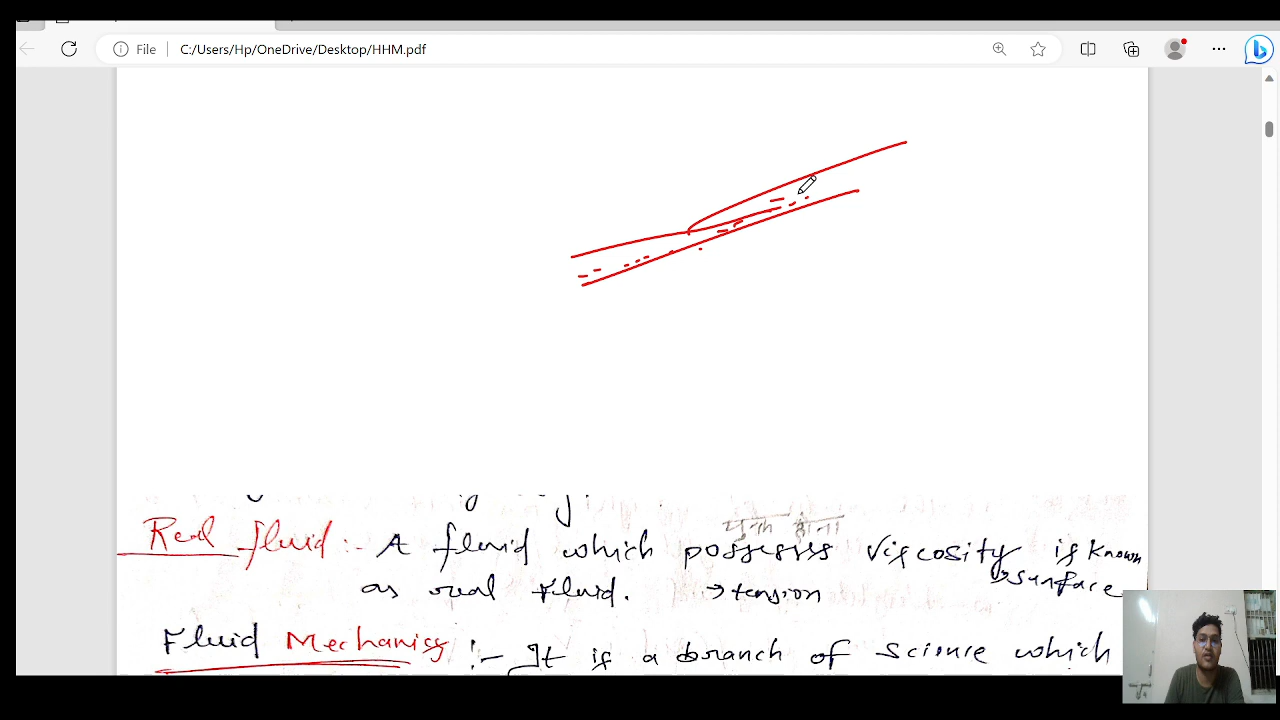 File C:/Users/Hp/OneDrive/Desktop/HHM.pdf
युक्त होना
Real fluid :- A fluid which possesses viscosity is known
as real fluid. → tension → surface
Fluid Mechanics :- It is a branch of science which